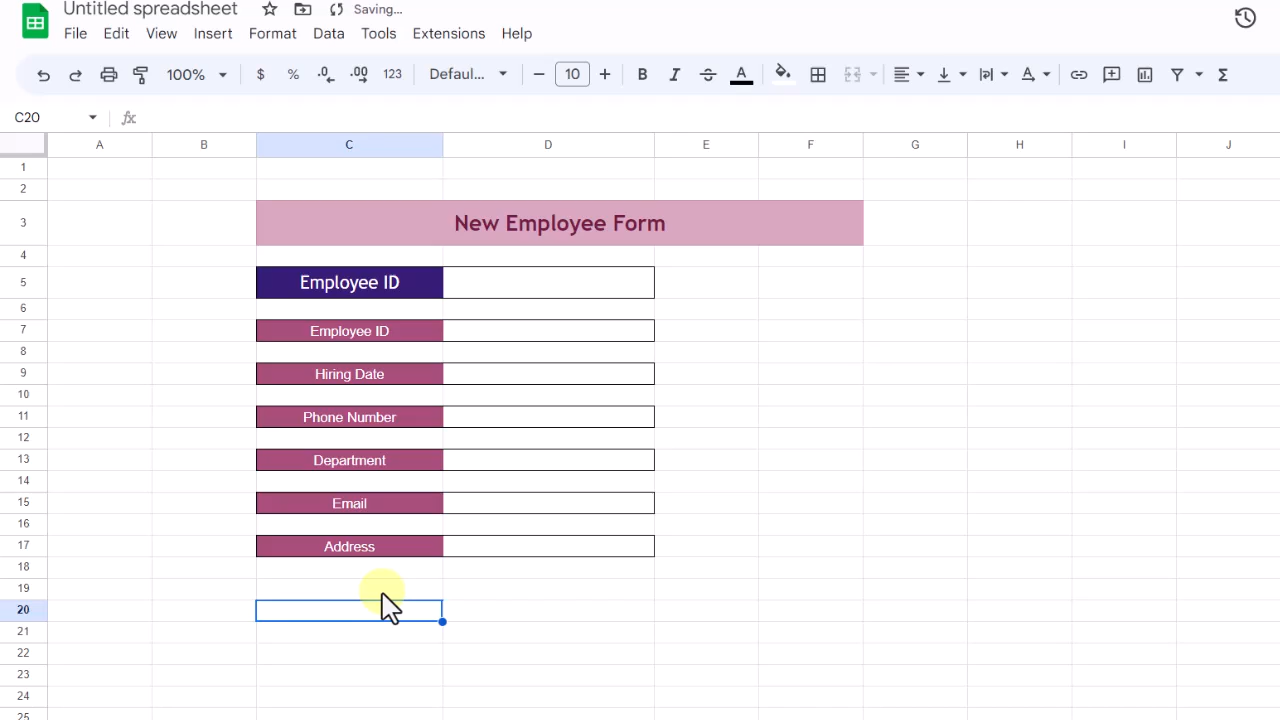 Untitled spreadsheet Saving...
File Edit View Insert Format Data Tools Extensions Help
100% $ % .0 .00 123 Defaul... 10 B I S A A Σ
C20 fx
A B C D E F G H I J
1
2
3 New Employee Form
4
5 Employee ID
6
7 Employee ID
8
9 Hiring Date
10
11 Phone Number
12
13 Department
14
15 Email
16
17 Address
18
19
20
21
22
23
24
25